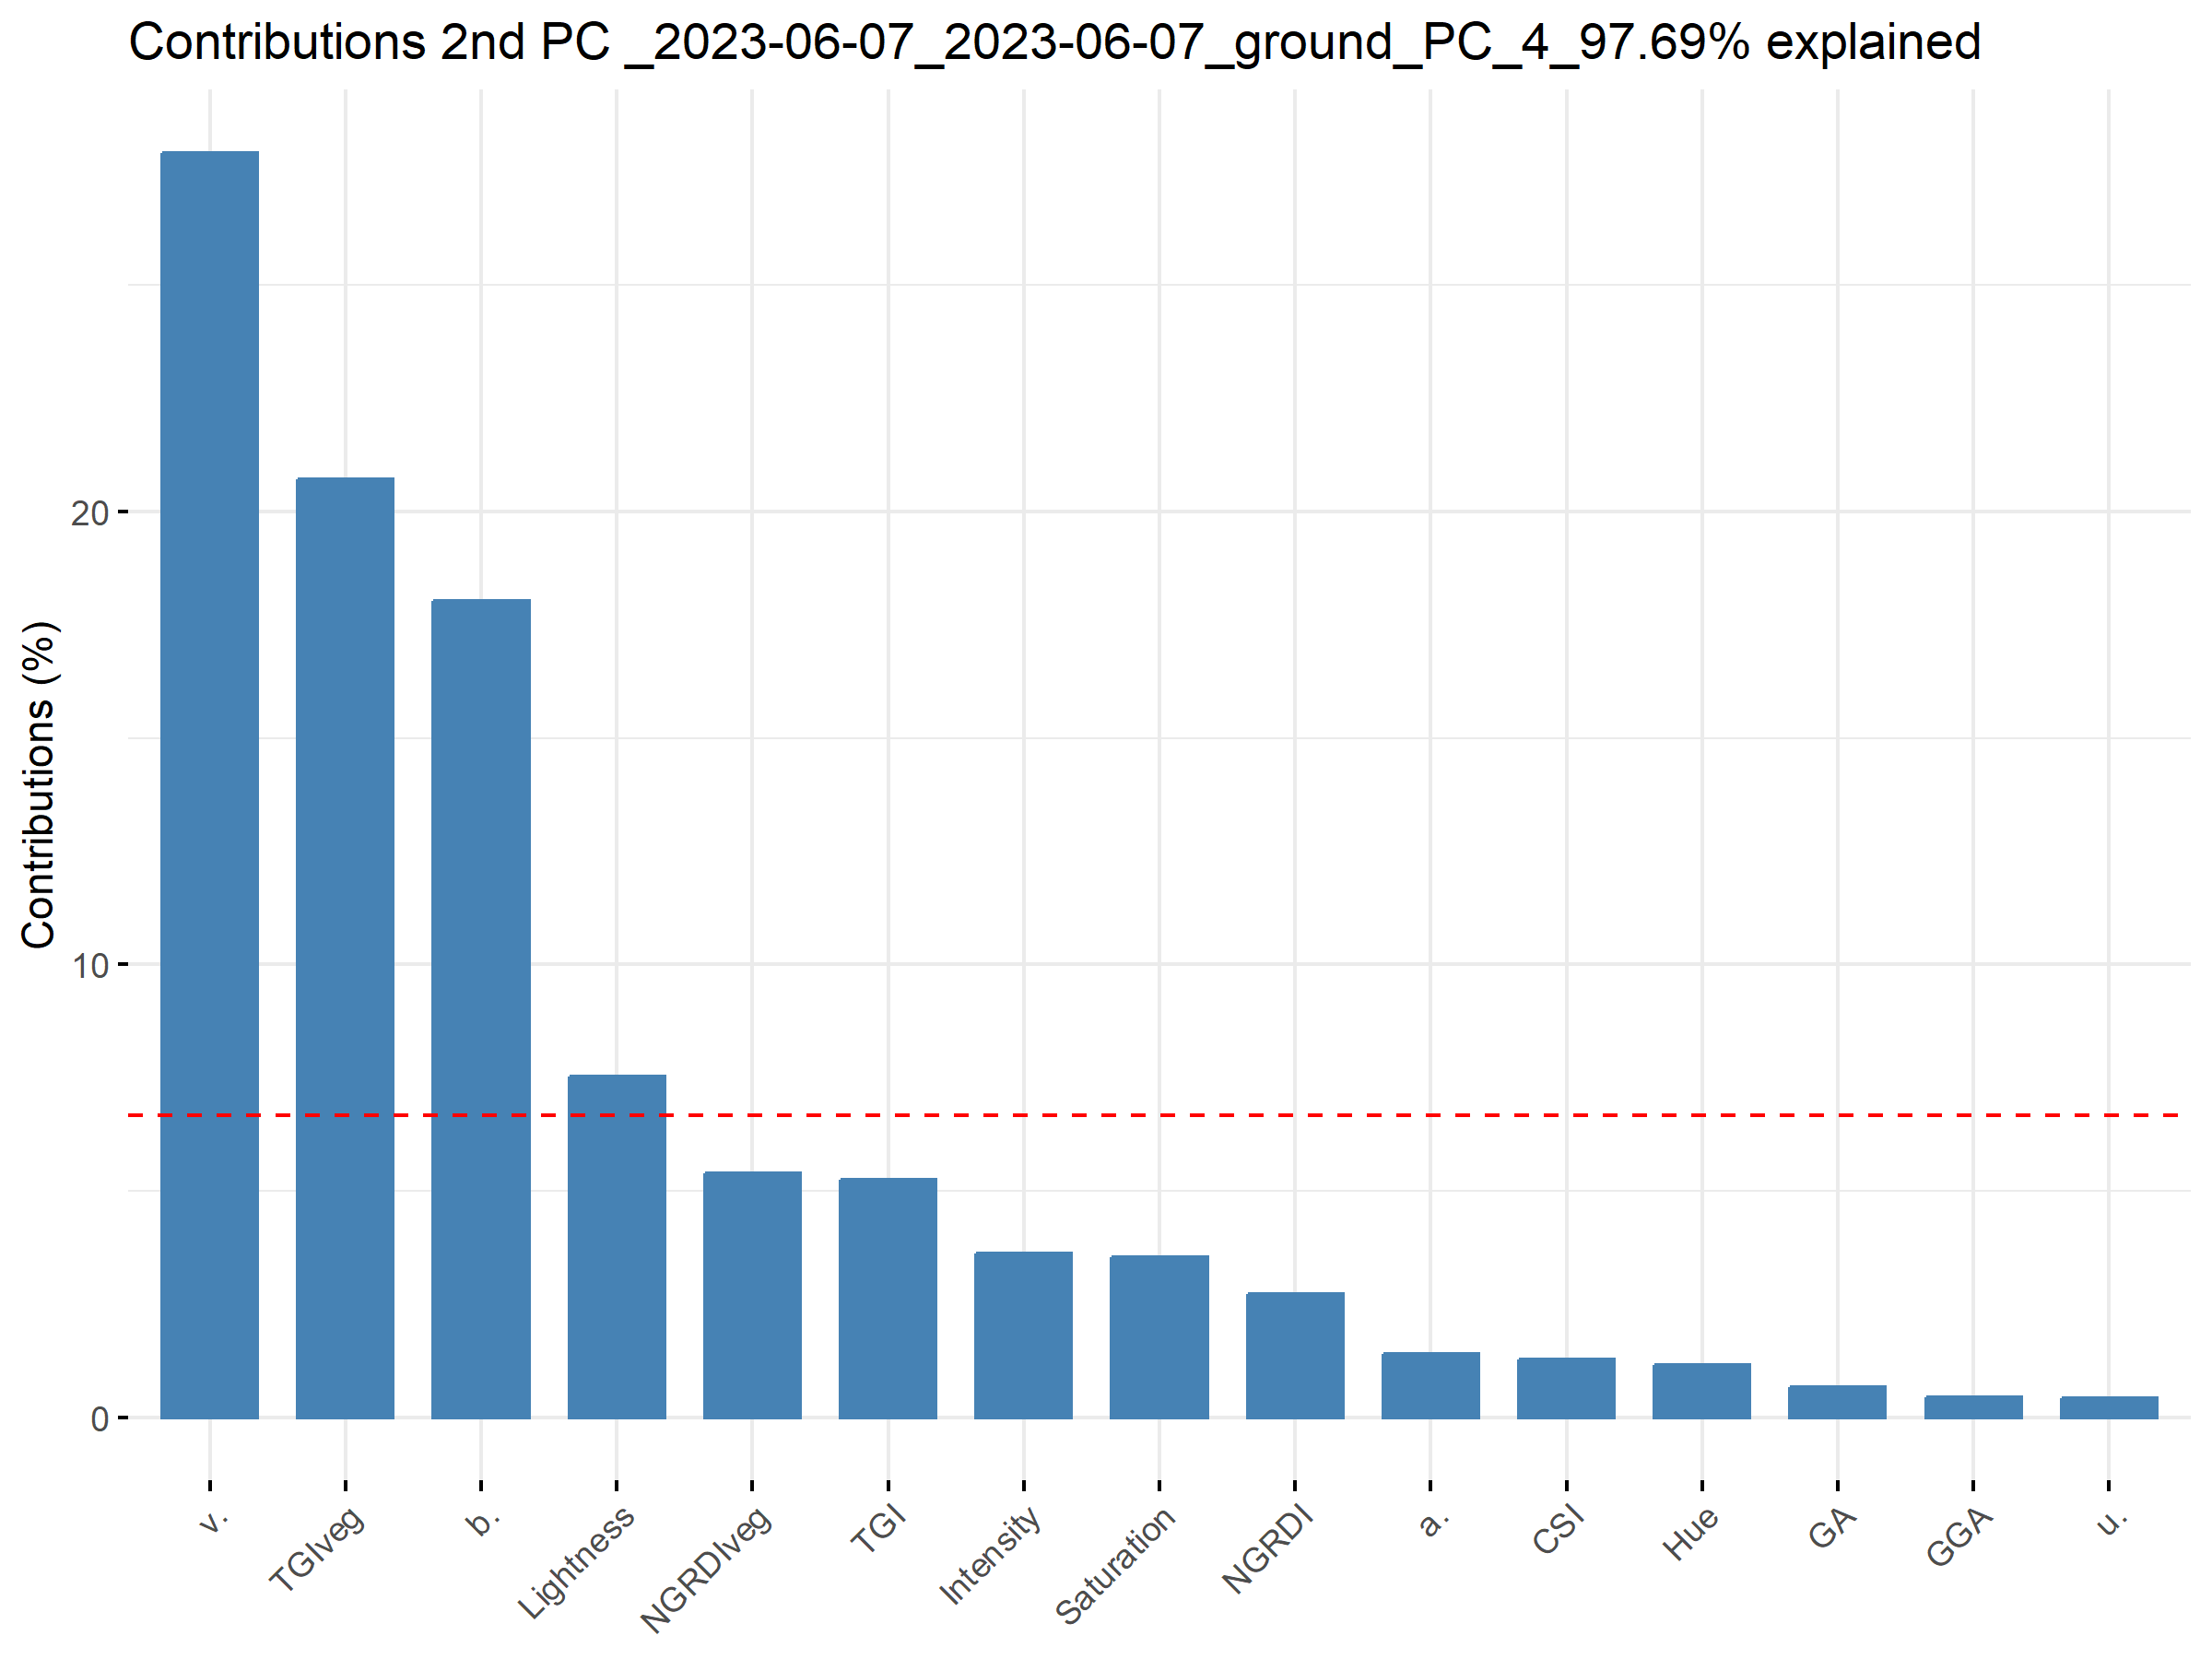 Contributions 2nd PC _2023-06-07_2023-06-07_ground_PC_4_97.69% explained
Contributions (%)
20
10
0
v.
TGIveg
b.
Lightness
NGRDIveg
TGI
Intensity
Saturation
NGRDI
a.
CSI
Hue
GA
GGA
u.